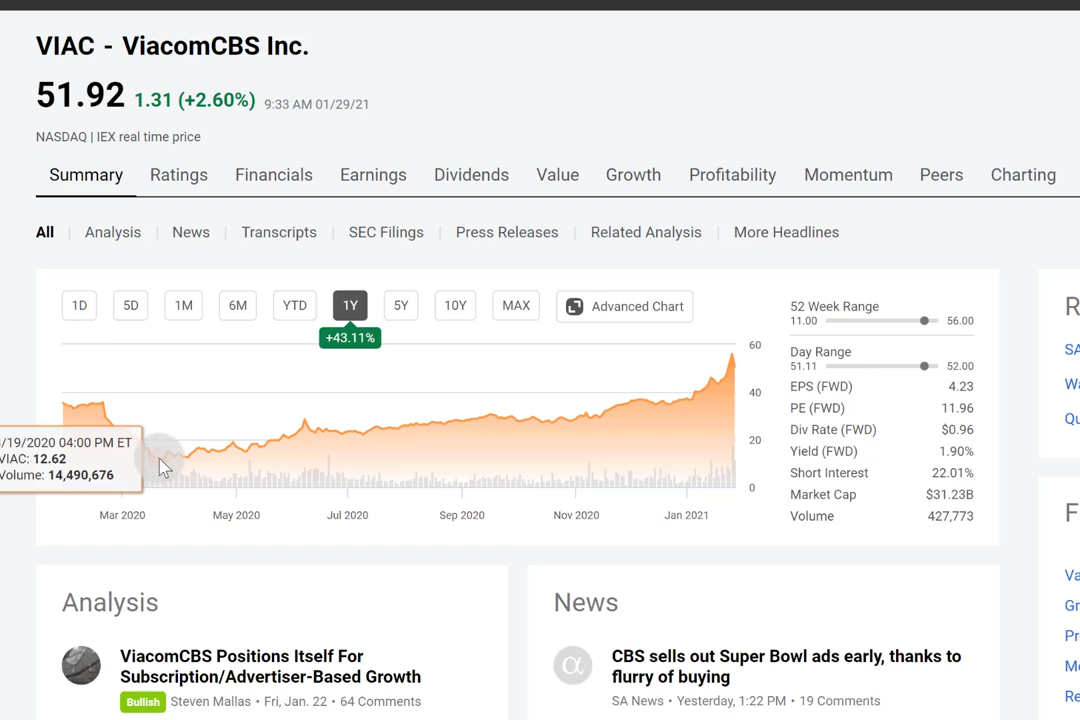 VIAC - ViacomCBS Inc.
51.92 1.31 (+2.60%) 9:33 AM 01/29/21
NASDAQ | IEX real time price
Summary Ratings Financials Earnings Dividends Value Growth Profitability Momentum Peers Charting
All | Analysis | News | Transcripts | SEC Filings | Press Releases | Related Analysis | More Headlines
1D 5D 1M 6M YTD 1Y 5Y 10Y MAX Advanced Chart
+43.11%
60
40
20
0
/19/2020 04:00 PM ET
VIAC: 12.62
Volume: 14,490,676
Mar 2020 May 2020 Jul 2020 Sep 2020 Nov 2020 Jan 2021
52 Week Range
11.00 56.00
Day Range
51.11 52.00
EPS (FWD) 4.23
PE (FWD) 11.96
Div Rate (FWD) $0.96
Yield (FWD) 1.90%
Short Interest 22.01%
Market Cap $31.23B
Volume 427,773
Analysis
ViacomCBS Positions Itself For
Subscription/Advertiser-Based Growth
Bullish Steven Mallas • Fri, Jan. 22 • 64 Comments
News
α
CBS sells out Super Bowl ads early, thanks to
flurry of buying
SA News • Yesterday, 1:22 PM • 19 Comments
R
SA
Wa
Qu
F
Va
Gr
Pr
Mo
Re